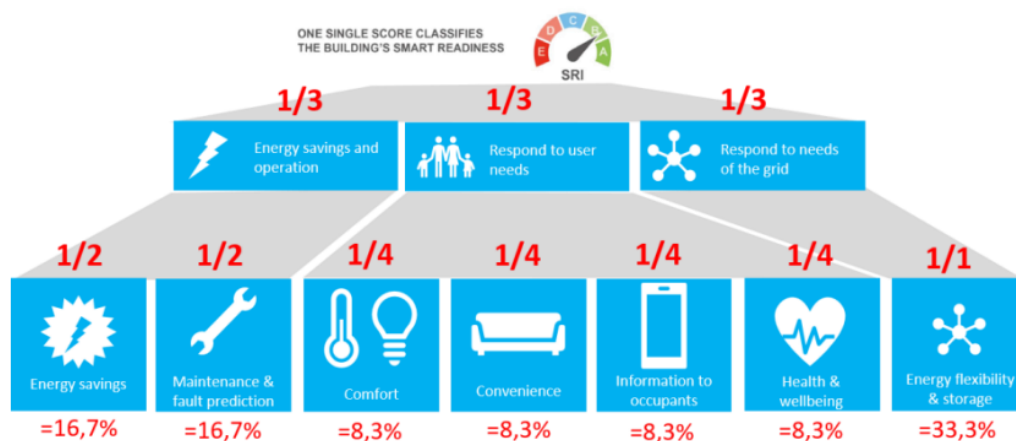 ONE SINGLE SCORE CLASSIFIES
THE BUILDING'S SMART READINESS
E
D
C
B
A
SRI
1/3
1/3
1/3
Energy savings and
operation
Respond to user
needs
Respond to needs
of the grid
1/2
1/2
1/4
1/4
1/4
1/4
1/1
Energy savings
Maintenance &
fault prediction
Comfort
Convenience
Information to
occupants
Health &
wellbeing
Energy flexibility
& storage
=16,7%
=16,7%
=8,3%
=8,3%
=8,3%
=8,3%
=33,3%